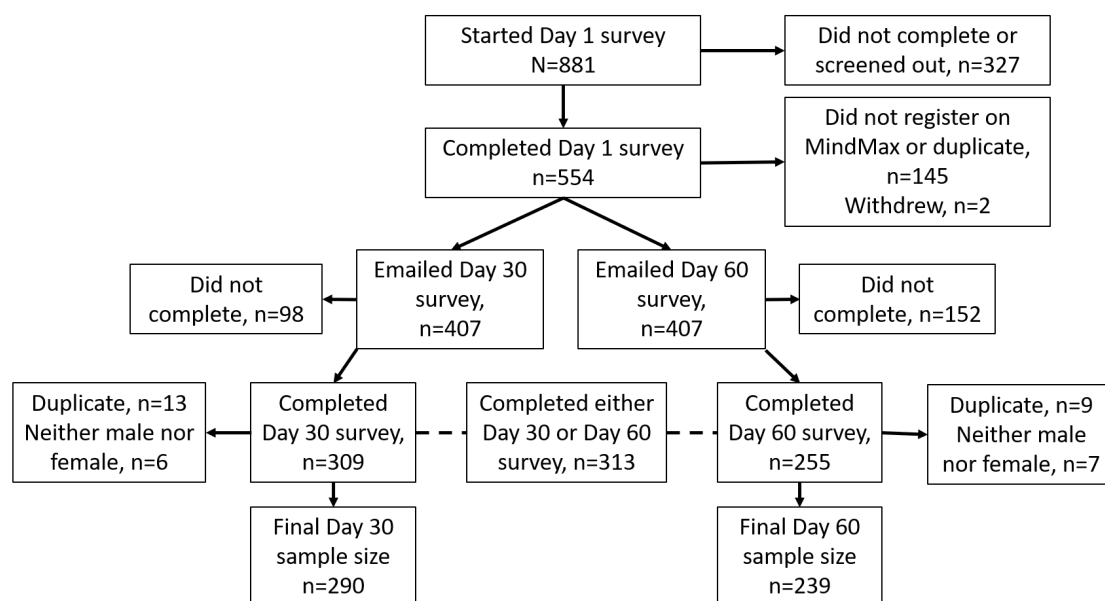 Started Day 1 survey
N=881
Did not complete or
screened out, n=327
Completed Day 1 survey
n=554
Did not register on
MindMax or duplicate,
n=145
Withdrew, n=2
Did not
complete, n=98
Emailed Day 30
survey,
n=407
Emailed Day 60
survey,
n=407
Did not
complete, n=152
Duplicate, n=13
Neither male nor
female, n=6
Completed
Day 30 survey,
n=309
Completed either
Day 30 or Day 60
survey, n=313
Completed
Day 60 survey,
n=255
Duplicate, n=9
Neither male
nor female, n=7
Final Day 30
sample size
n=290
Final Day 60
sample size
n=239